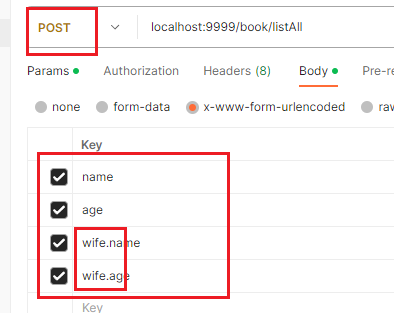 POST localhost:9999/book/listAll
Params Authorization Headers (8) Body Pre-re
none form-data x-www-form-urlencoded raw
Key
name
age
wife.name
wife.age
Key